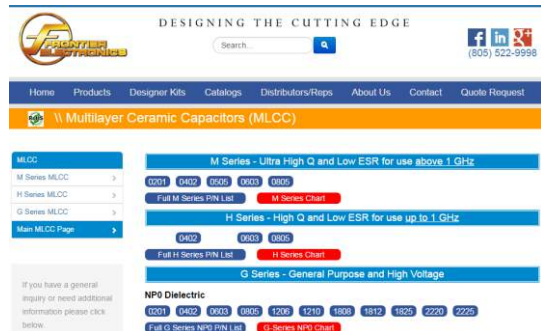 FRONTIER
ELECTRONICS
DESIGNING THE CUTTING EDGE
Search...
(805) 522-9998
Home Products Designer Kits Catalogs Distributors/Reps About Us Contact Quote Request
RoHS \\ Multilayer Ceramic Capacitors (MLCC)
MLCC
M Series MLCC
H Series MLCC
G Series MLCC
Main MLCC Page
If you have a general
inquiry or need additional
information please click
below.
M Series - Ultra High Q and Low ESR for use above 1 GHz
0201 0402 0505 0603 0805
Full M Series P/N List M Series Chart
H Series - High Q and Low ESR for use up to 1 GHz
0402 0603 0805
Full H Series P/N List H Series Chart
G Series - General Purpose and High Voltage
NP0 Dielectric
0201 0402 0603 0805 1206 1210 1808 1812 1825 2220 2225
Full G Series NP0 P/N List G-Series NP0 Chart